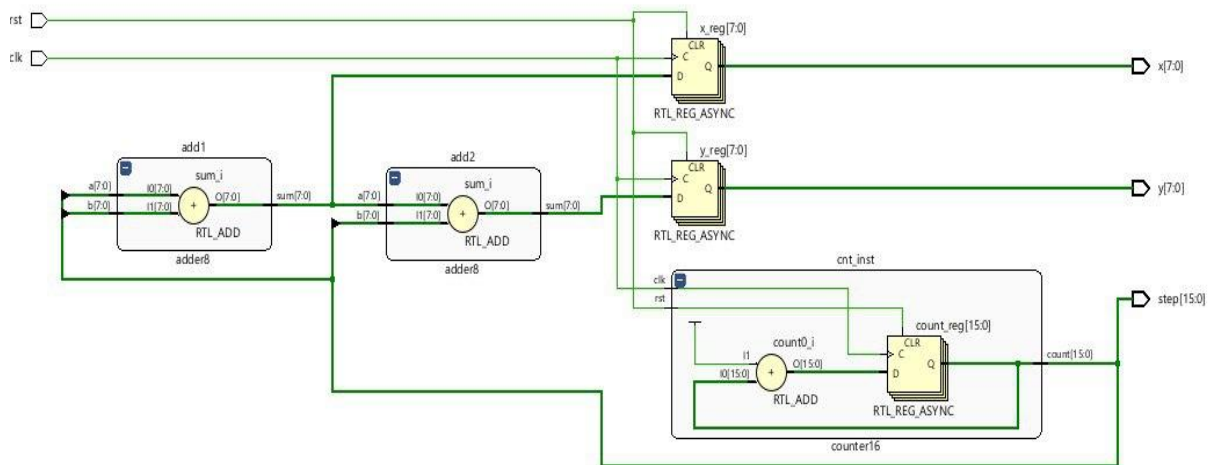 rst
clk
x_reg[7:0]
CLR
C
D
Q
RTL_REG_ASYNC
x[7:0]
y_reg[7:0]
CLR
C
D
Q
RTL_REG_ASYNC
y[7:0]
add1
sum_i
a[7:0]
I0[7:0]
b[7:0]
I1[7:0]
+
O[7:0]
sum[7:0]
RTL_ADD
adder8
add2
sum_i
a[7:0]
I0[7:0]
b[7:0]
I1[7:0]
+
O[7:0]
sum[7:0]
RTL_ADD
adder8
cnt_inst
clk
rst
count0_i
I1
I0[15:0]
+
O[15:0]
RTL_ADD
count_reg[15:0]
CLR
C
D
Q
RTL_REG_ASYNC
count[15:0]
counter16
step[15:0]